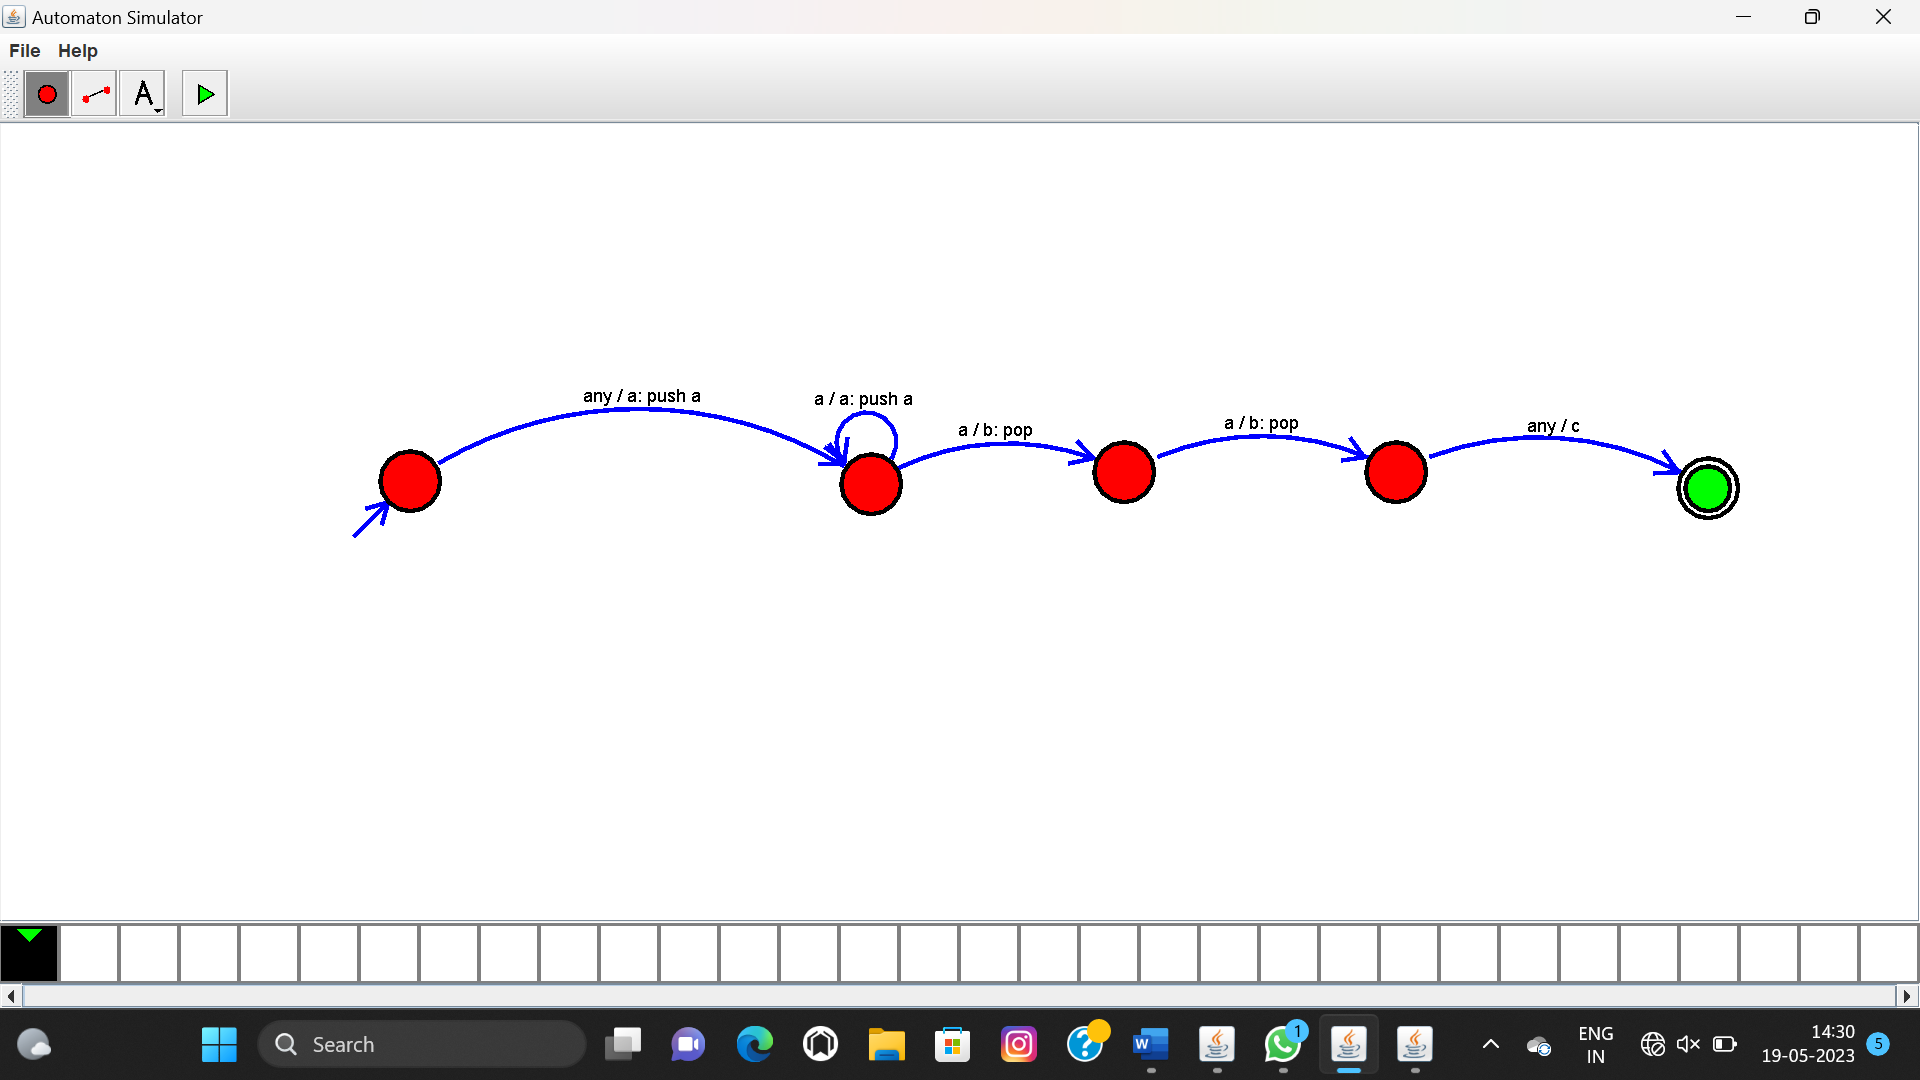 Automaton Simulator
File Help
A
any / a: push a
a / a: push a
a / b: pop
a / b: pop
any / c
Search
W
1
ENG
IN
14:30
19-05-2023
5